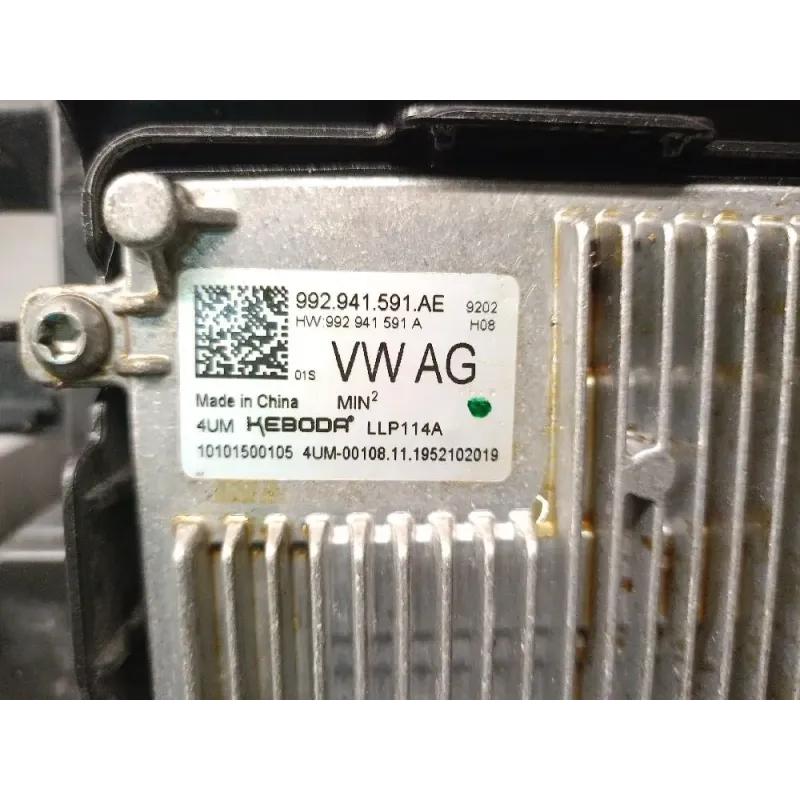 992.941.591.AE 9202
HW:992 941 591 A H08
01S VW AG
Made in China MIN²
4UM KEBODA® LLP114A
10101500105 4UM-00108.11.1952102019